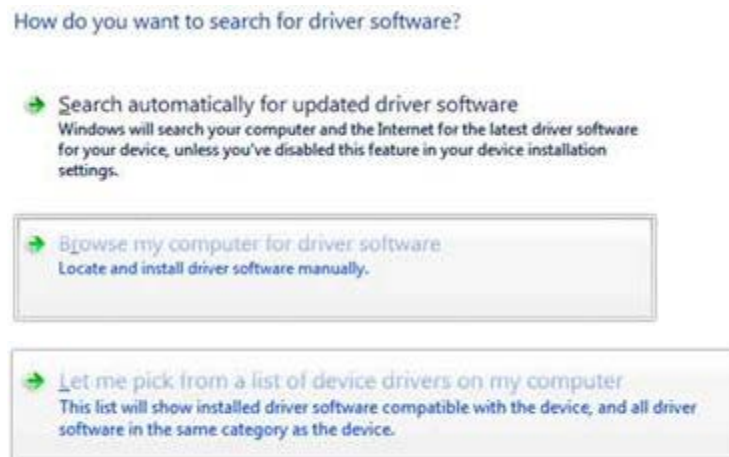 How do you want to search for driver software?
Search automatically for updated driver software
Windows will search your computer and the Internet for the latest driver software
for your device, unless you've disabled this feature in your device installation
settings.
Browse my computer for driver software
Locate and install driver software manually.
Let me pick from a list of device drivers on my computer
This list will show installed driver software compatible with the device, and all driver
software in the same category as the device.